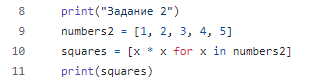 8 print("Задание 2")
9 numbers2 = [1, 2, 3, 4, 5]
10 squares = [x * x for x in numbers2]
11 print(squares)